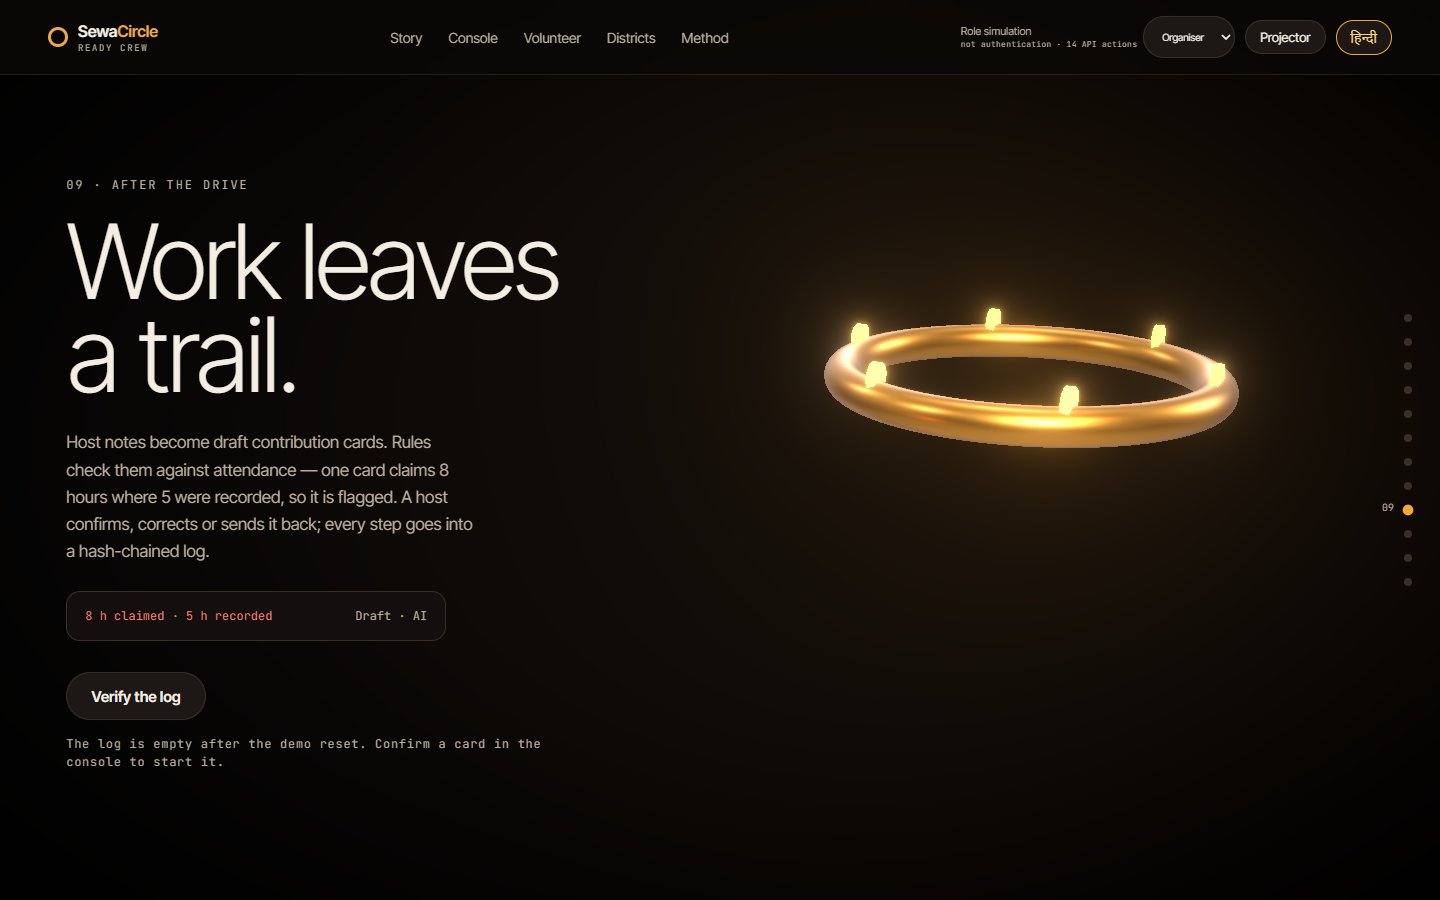 SewaCircle
READY CREW
Story
Console
Volunteer
Districts
Method
Role simulation
not authentication · 14 API actions
Organiser
Projector
हिन्दी
09 · AFTER THE DRIVE
Work leaves
a trail.
Host notes become draft contribution cards. Rules
check them against attendance — one card claims 8
hours where 5 were recorded, so it is flagged. A host
confirms, corrects or sends it back; every step goes into
a hash-chained log.
8 h claimed · 5 h recorded
Draft · AI
09
Verify the log
The log is empty after the demo reset. Confirm a card in the
console to start it.